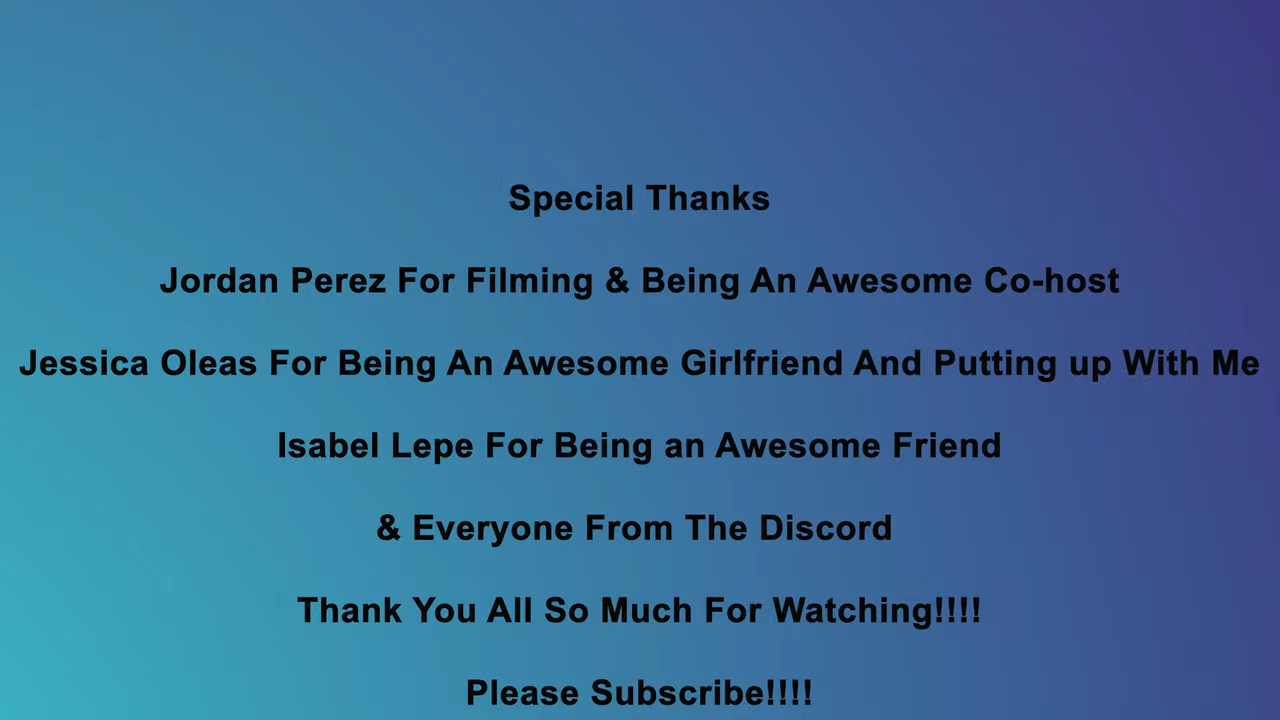 Special Thanks
Jordan Perez For Filming & Being An Awesome Co-host
Jessica Oleas For Being An Awesome Girlfriend And Putting up With Me
Isabel Lepe For Being an Awesome Friend
& Everyone From The Discord
Thank You All So Much For Watching!!!!
Please Subscribe!!!!